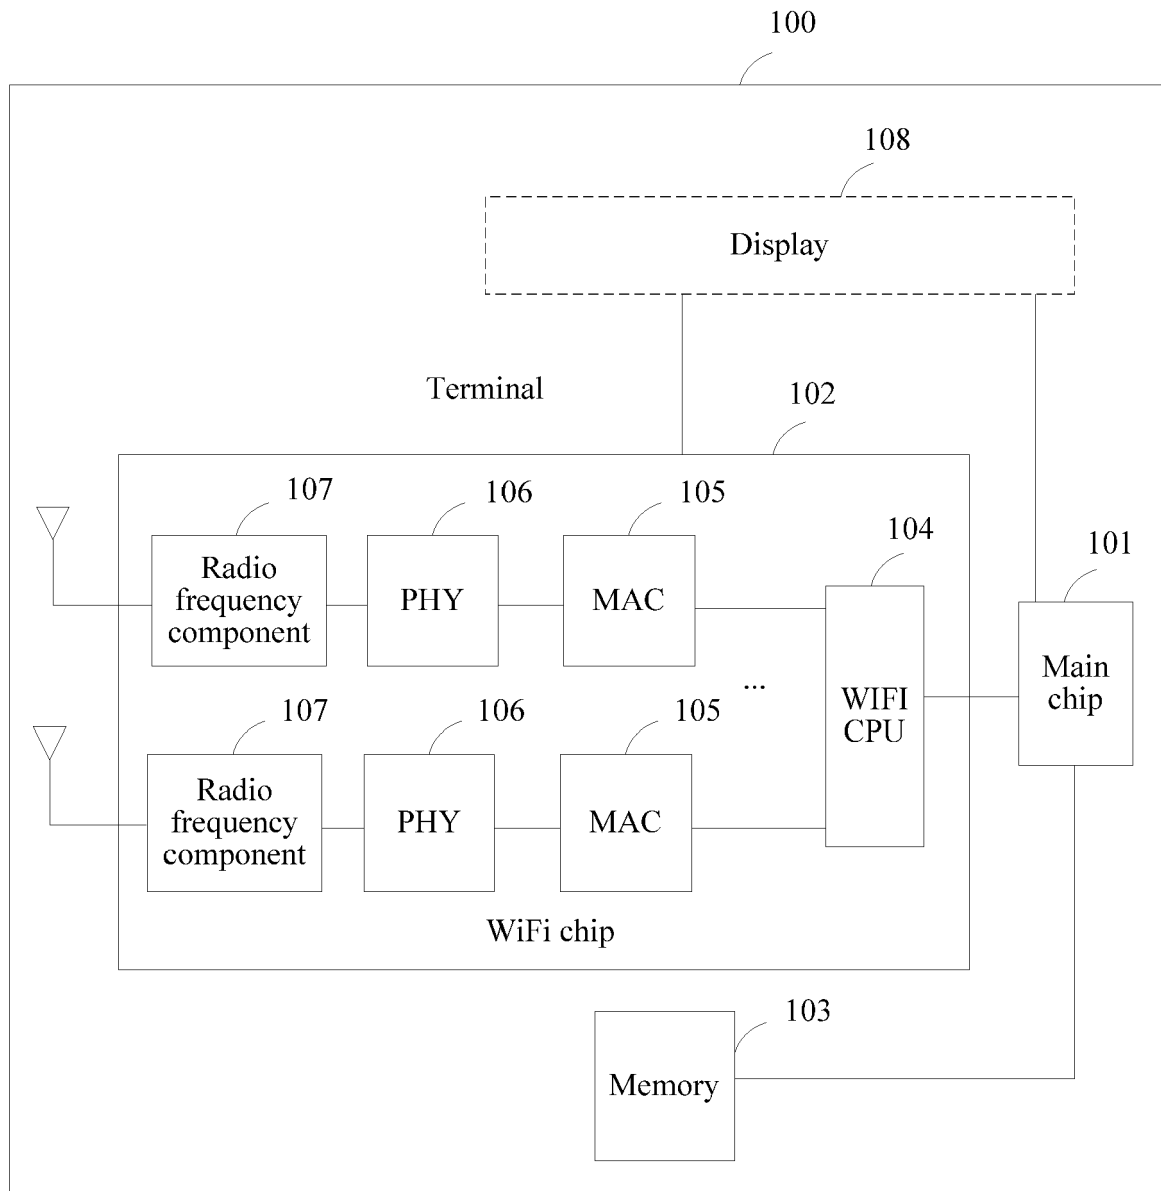 100
108
Display
Terminal
102
107
106
105
104
101
Radio
frequency
component
PHY
MAC
Main
chip
...
WIFI
CPU
107
106
105
Radio
frequency
component
PHY
MAC
WiFi chip
103
Memory